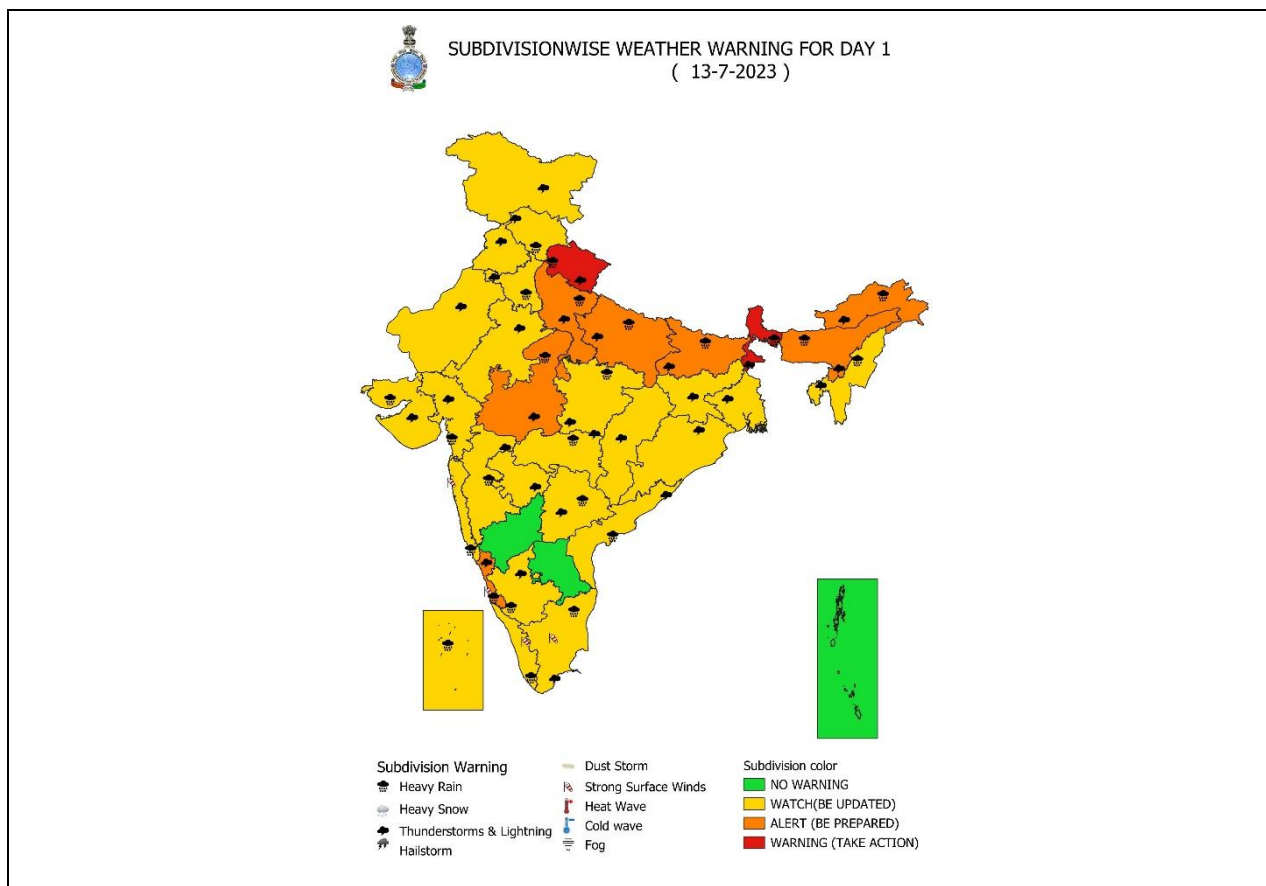 SUBDIVISIONWISE WEATHER WARNING FOR DAY 1
( 13-7-2023 )
Subdivision Warning
Heavy Rain
Heavy Snow
Thunderstorms & Lightning
Hailstorm
Dust Storm
Strong Surface Winds
Heat Wave
Cold wave
Fog
Subdivision color
NO WARNING
WATCH(BE UPDATED)
ALERT (BE PREPARED)
WARNING (TAKE ACTION)